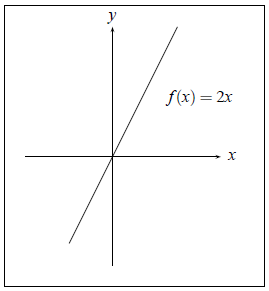 y
f(x) = 2x
x